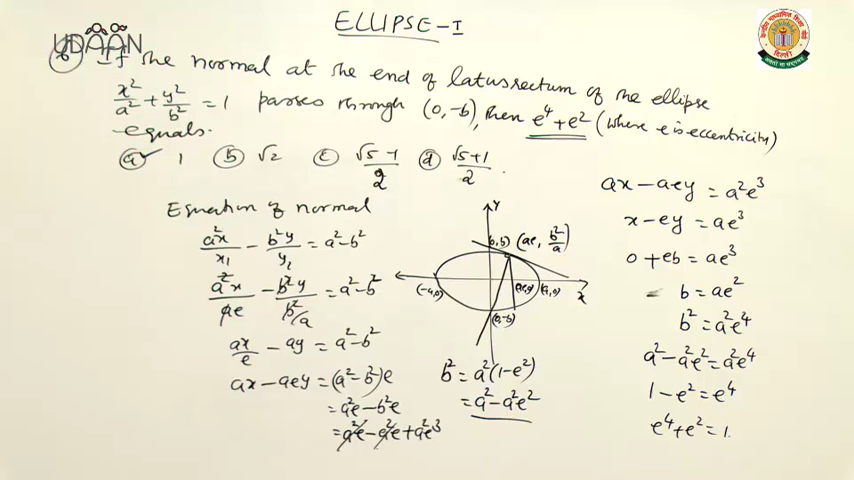 ELLIPSE-I
UDAAN
⑥ If the normal at the end of latusrectum of the ellipse
x²/a² + y²/b² = 1 passes through (0, -b), then e⁴ + e² (where e is eccentricity)
equals.
ⓐ ✓ 1 ⓑ √2 ⓒ (√5 - 1)/2 ⓓ (√5 + 1)/2 .
Equation of normal
a²x/x₁ - b²y/y₁ = a² - b²
a²x/ae - b²y/(b²/a) = a² - b²
ax/e - ay = a² - b²
ax - aey = (a² - b²)e
= a²e - b²e
= a²e - a²e + a²e³
Y
(0,b) (ae, b²/a)
(-a,0) (ae,0) (a,0) X
(0,-b)
b² = a²(1 - e²)
= a² - a²e²
ax - aey = a²e³
x - ey = ae³
0 + eb = ae³
b = ae²
b² = a²e⁴
a² - a²e² = a²e⁴
1 - e² = e⁴
e⁴ + e² = 1.